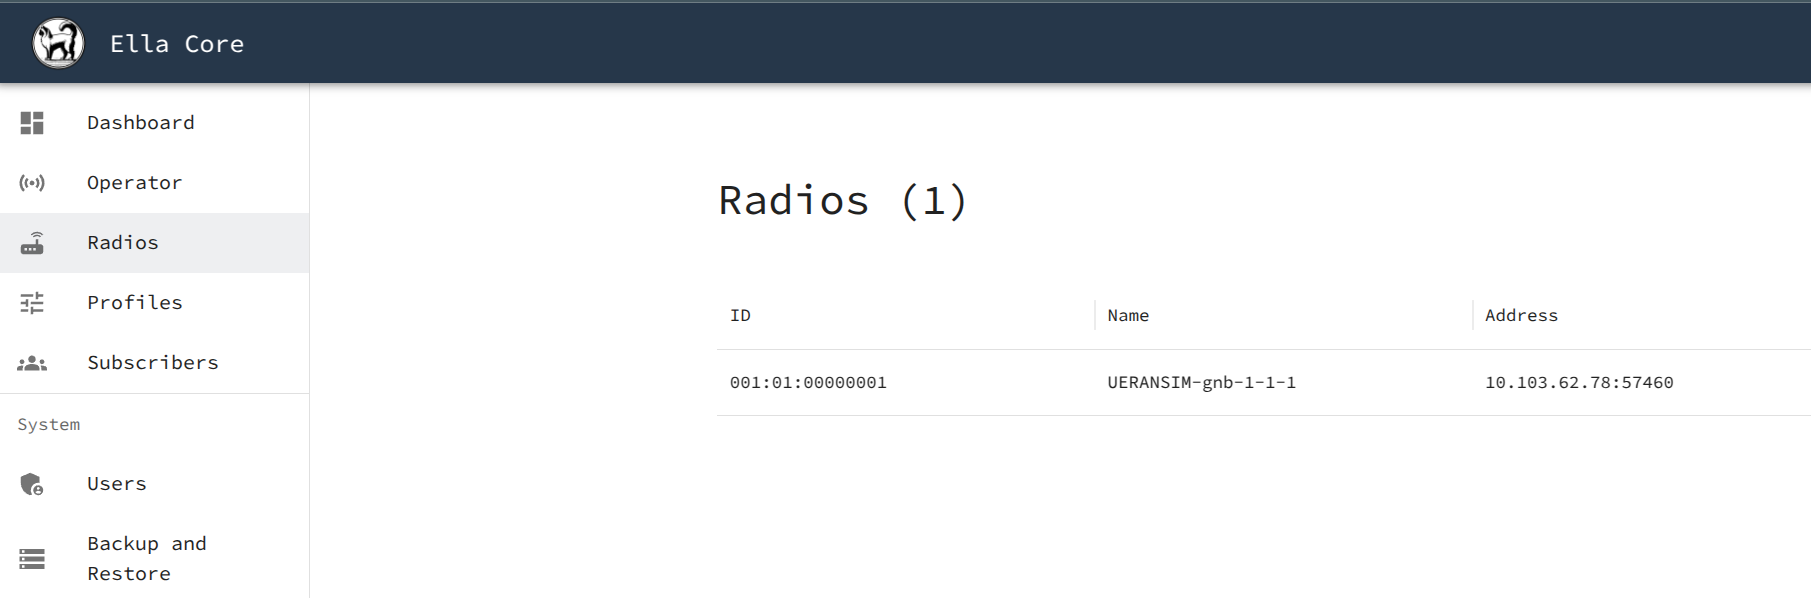 Ella Core
Dashboard
Operator
Radios
Profiles
Subscribers
System
Users
Backup and
Restore
Radios (1)
ID Name Address
001:01:00000001 UERANSIM-gnb-1-1-1 10.103.62.78:57460